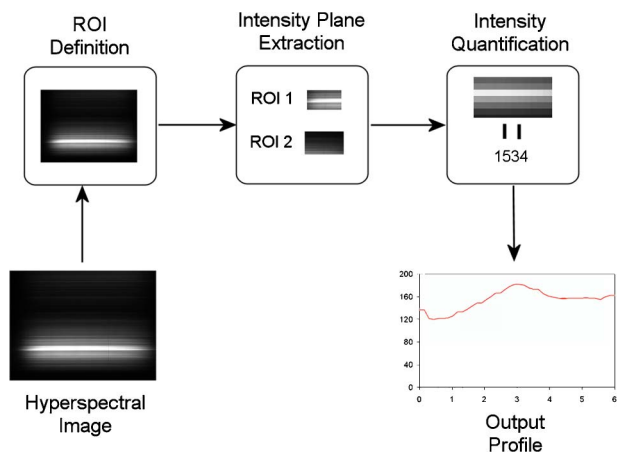 ROI
Definition
Intensity Plane
Extraction
Intensity
Quantification
ROI 1
ROI 2
1534
Hyperspectral
Image
200
160
120
80
40
0
0 1 2 3 4 5 6
Output
Profile